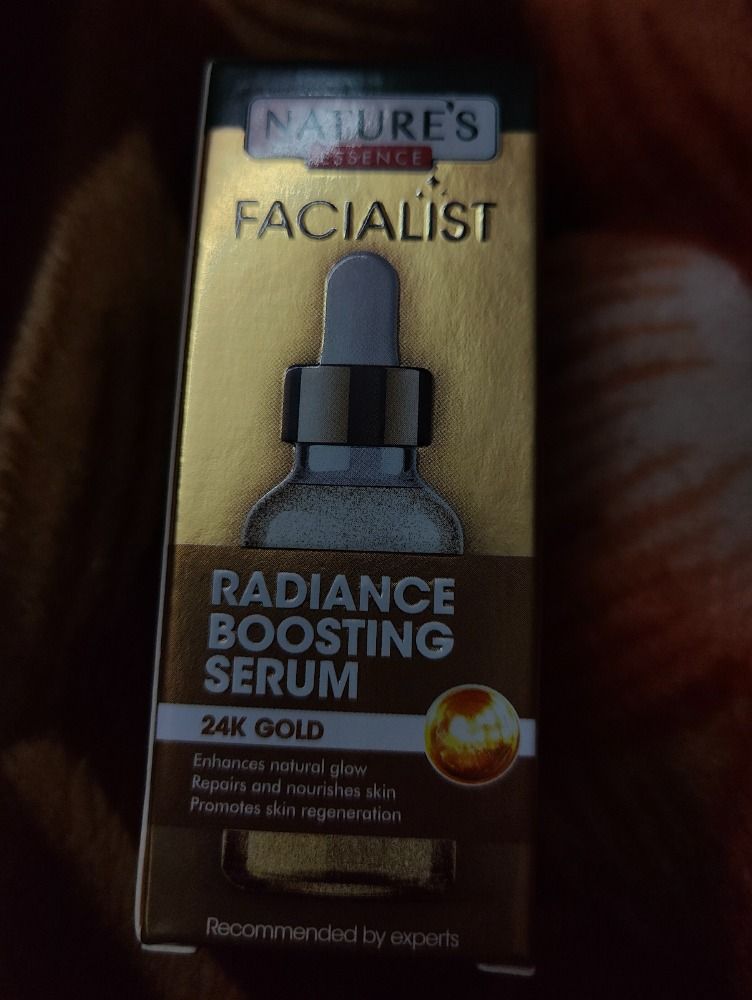 NATURE'S
ESSENCE
FACIALIST
RADIANCE
BOOSTING
SERUM
24K GOLD
Enhances natural glow
Repairs and nourishes skin
Promotes skin regeneration
Recommended by experts